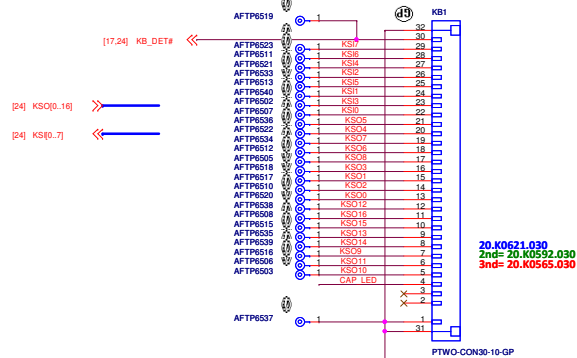 KB1
GP
AFTP6519 1
32
[17,24] KB_DET# 30
AFTP6523 1 KSI7 29
AFTP6511 1 KSI6 28
AFTP6521 1 KSI4 27
AFTP6533 1 KSI2 26
AFTP6513 1 KSI5 25
AFTP6540 1 KSI1 24
[24] KSO[0..16] AFTP6502 1 KSI3 23
AFTP6507 1 KSI0 22
AFTP6536 1 KSO5 21
AFTP6522 1 KSO4 20
[24] KSI[0..7] AFTP6534 1 KSO7 19
AFTP6512 1 KSO6 18
AFTP6505 1 KSO8 17
AFTP6518 1 KSO3 16
AFTP6517 1 KSO1 15
AFTP6510 1 KSO2 14
AFTP6520 1 KSO0 13
AFTP6538 1 KSO12 12
AFTP6508 1 KSO16 11
AFTP6515 1 KSO15 10
AFTP6535 1 KSO13 9
AFTP6539 1 KSO14 8
AFTP6516 1 KSO9 7
AFTP6506 1 KSO11 6
AFTP6503 1 KSO10 5
CAP_LED 4
3
2
AFTP6537 1 1
31
20.K0621.030
2nd= 20.K0592.030
3nd= 20.K0565.030
PTWO-CON30-10-GP